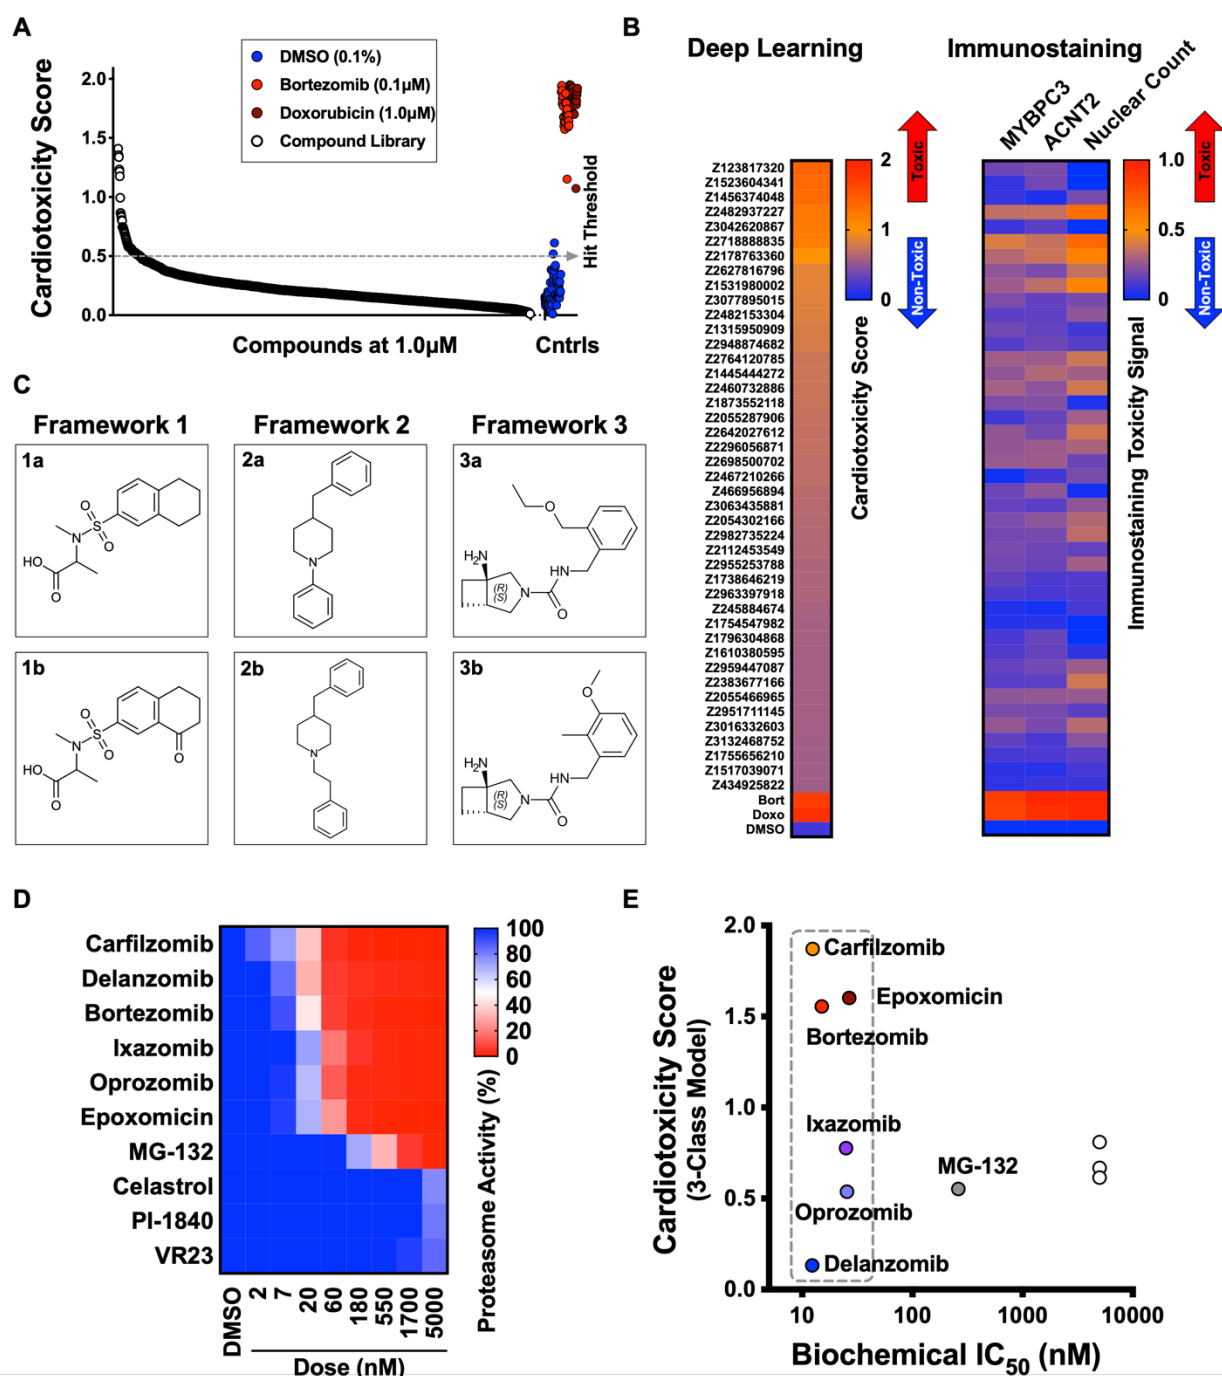 A
DMSO (0.1%)
Bortezomib (0.1µM)
Doxorubicin (1.0µM)
Compound Library
Cardiotoxicity Score
2.0
1.5
1.0
0.5
0.0
Hit Threshold
Compounds at 1.0µM
Cntrls
B
Deep Learning
Immunostaining
MYBPC3
ACNT2
Nuclear Count
Z123817320
Z1523604341
Z1456374048
Z2482937227
Z3042620867
Z2718888835
Z2178763360
Z2627816796
Z1531980002
Z3077895015
Z2482153304
Z1315950909
Z2948874682
Z2764120785
Z1445444272
Z2460732886
Z1873552118
Z2055287906
Z2642027612
Z2296056871
Z2698500702
Z2467210266
Z466956894
Z3063435881
Z2054302166
Z2982735224
Z2112453549
Z2955253788
Z1738646219
Z2963397918
Z245884674
Z1754547982
Z1796304868
Z1610380595
Z2959447087
Z2383677166
Z2055466965
Z2951711145
Z3016332603
Z3132468752
Z1755656210
Z1517039071
Z434925822
Bort
Doxo
DMSO
2
1
0
Cardiotoxicity Score
Toxic
Non-Toxic
1.0
0.5
0
Immunostaining Toxicity Signal
Toxic
Non-Toxic
C
Framework 1
Framework 2
Framework 3
1a
N
S
O
O
HO
O
2a
N
3a
O
H2N
(R)
(S)
N
HN
O
1b
N
S
O
O
HO
O
O
2b
N
3b
O
H2N
(R)
(S)
N
HN
O
D
Carfilzomib
Delanzomib
Bortezomib
Ixazomib
Oprozomib
Epoxomicin
MG-132
Celastrol
PI-1840
VR23
DMSO
2
7
20
60
180
550
1700
5000
Dose (nM)
100
80
60
40
20
0
Proteasome Activity (%)
E
Cardiotoxicity Score
(3-Class Model)
2.0
1.5
1.0
0.5
0.0
Carfilzomib
Epoxomicin
Bortezomib
Ixazomib
MG-132
Oprozomib
Delanzomib
10
100
1000
10000
Biochemical IC50 (nM)